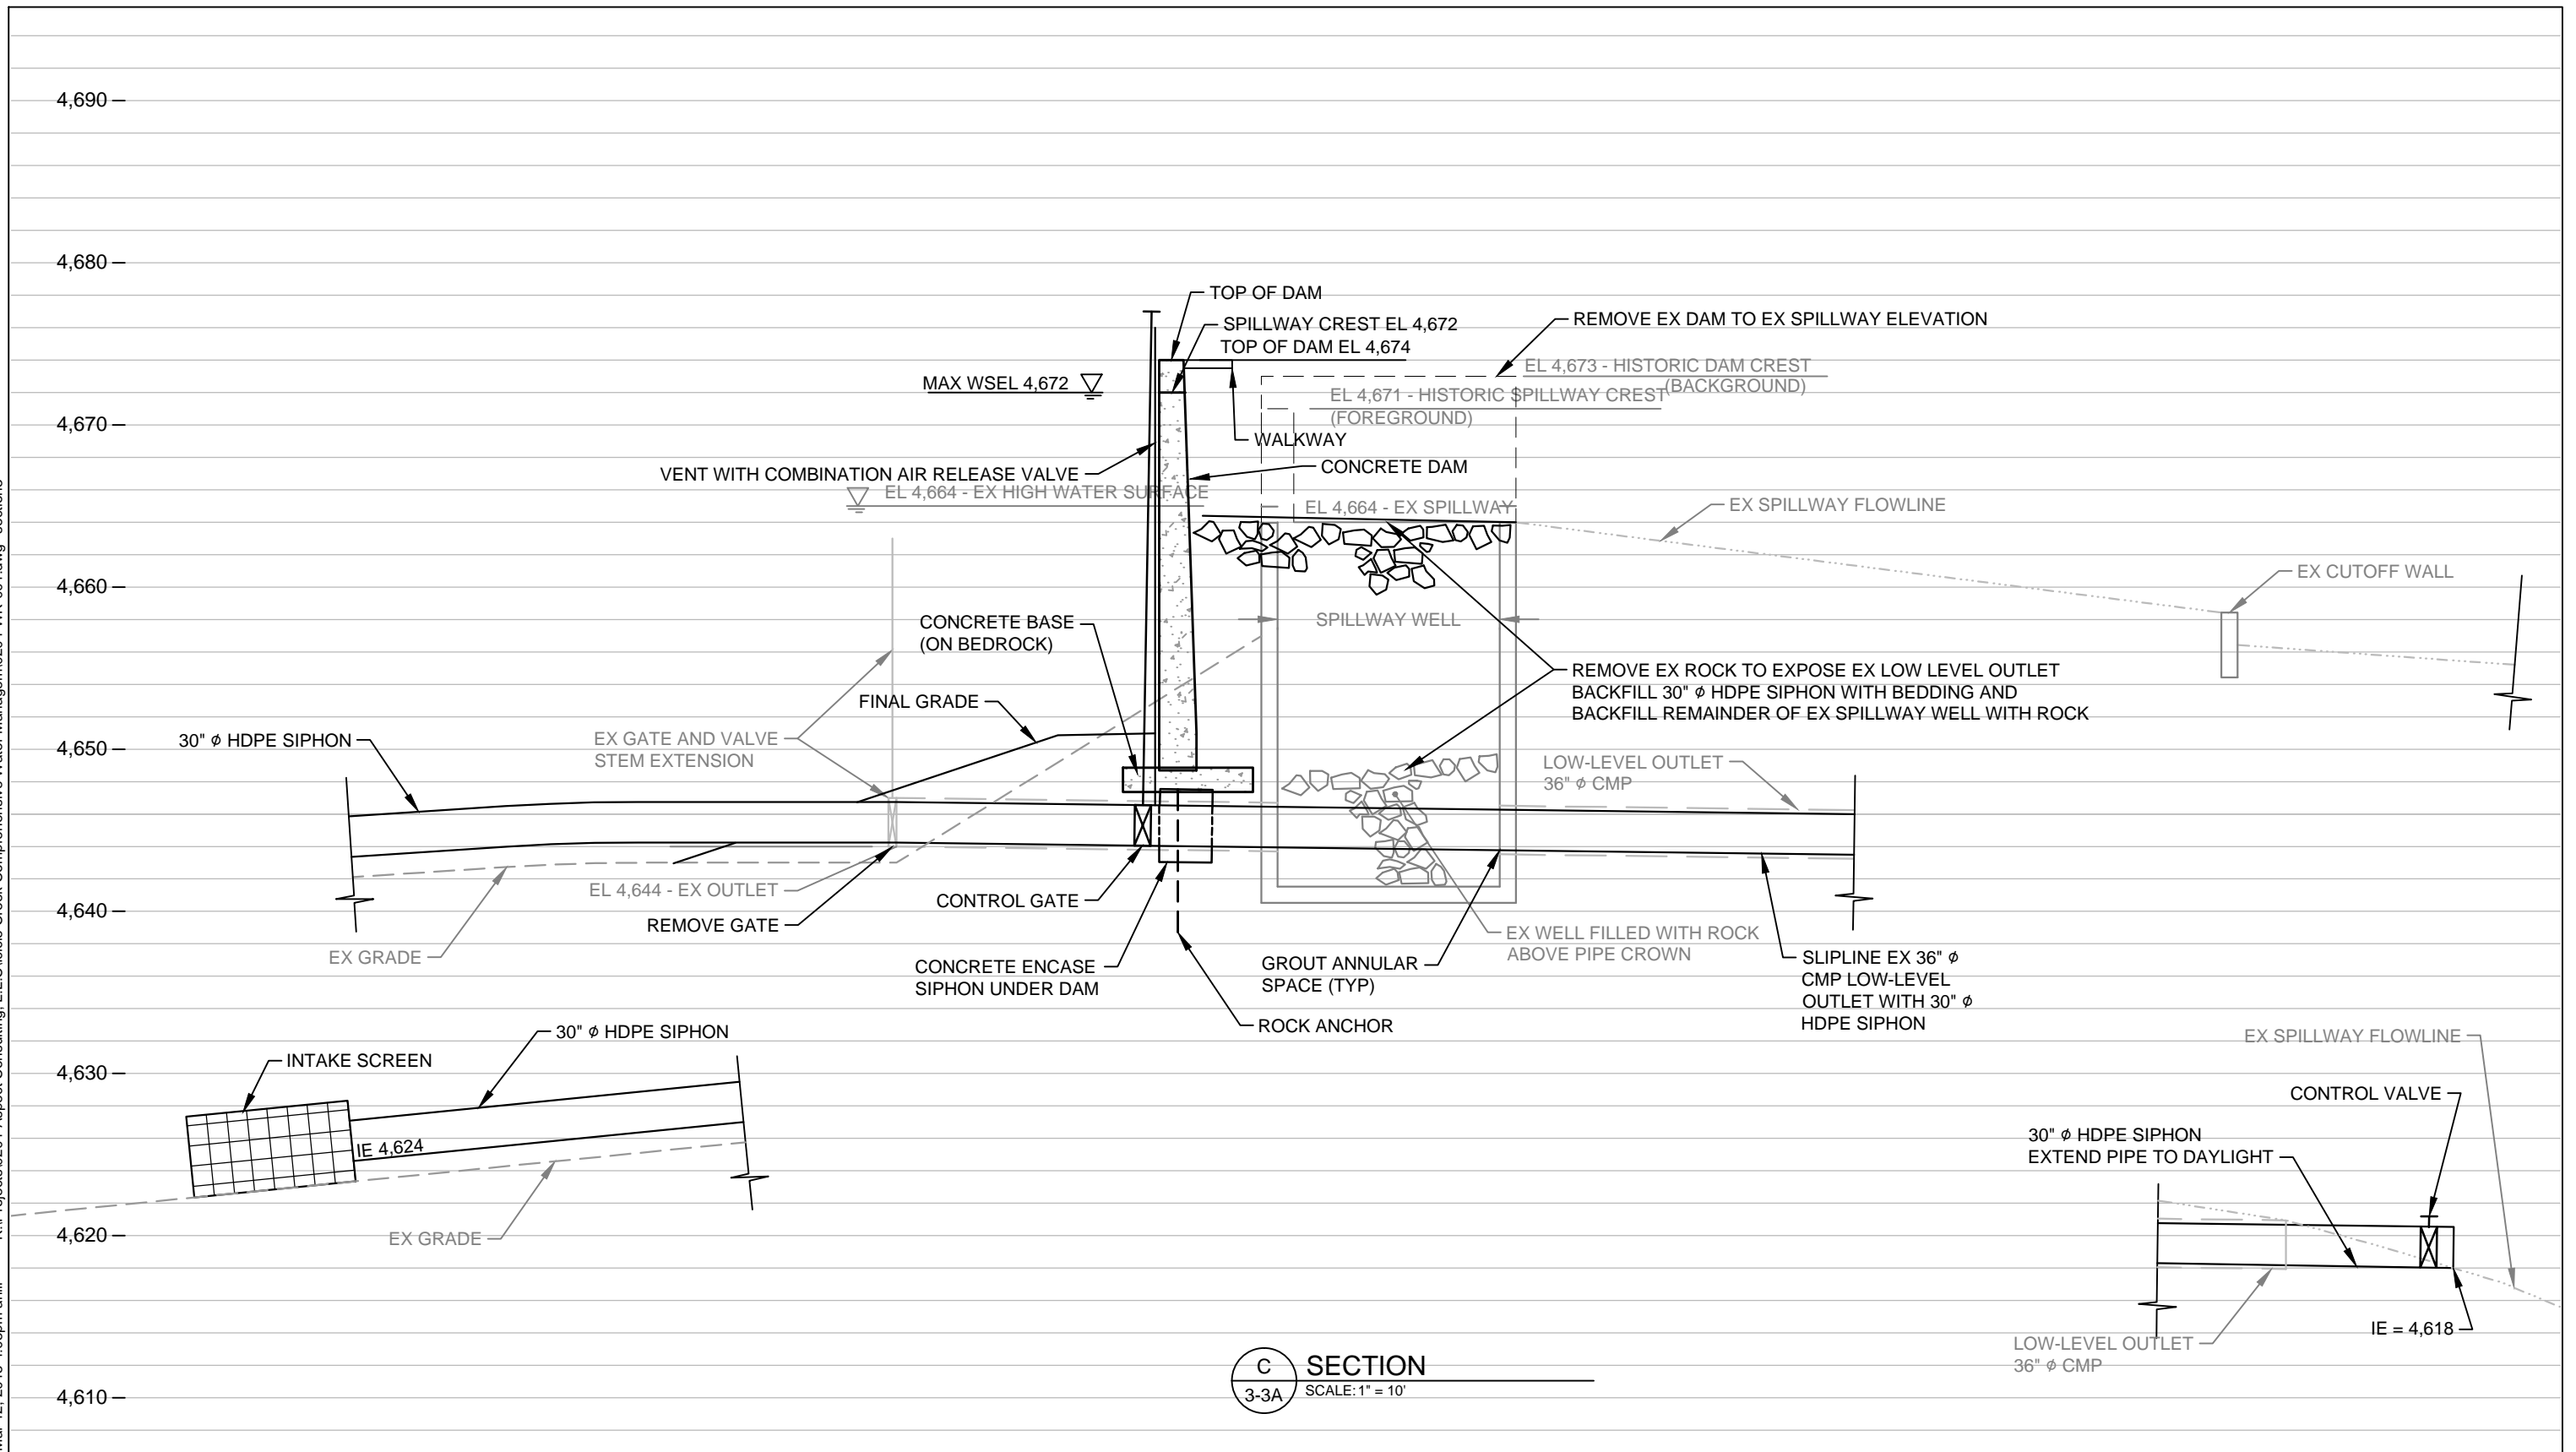 4,690
4,680
TOP OF DAM
SPILLWAY CREST EL 4,672
TOP OF DAM EL 4,674
REMOVE EX DAM TO EX SPILLWAY ELEVATION
EL 4,673 - HISTORIC DAM CREST
(BACKGROUND)
MAX WSEL 4,672
EL 4,671 - HISTORIC SPILLWAY CREST
(FOREGROUND)
4,670
WALKWAY
VENT WITH COMBINATION AIR RELEASE VALVE
CONCRETE DAM
EL 4,664 - EX HIGH WATER SURFACE
EL 4,664 - EX SPILLWAY
EX SPILLWAY FLOWLINE
4,660
EX CUTOFF WALL
CONCRETE BASE
(ON BEDROCK)
SPILLWAY WELL
REMOVE EX ROCK TO EXPOSE EX LOW LEVEL OUTLET
BACKFILL 30" ø HDPE SIPHON WITH BEDDING AND
BACKFILL REMAINDER OF EX SPILLWAY WELL WITH ROCK
FINAL GRADE
4,650
30" ø HDPE SIPHON
EX GATE AND VALVE
STEM EXTENSION
LOW-LEVEL OUTLET
36" ø CMP
EL 4,644 - EX OUTLET
CONTROL GATE
4,640
REMOVE GATE
EX GRADE
EX WELL FILLED WITH ROCK
ABOVE PIPE CROWN
CONCRETE ENCASE
SIPHON UNDER DAM
GROUT ANNULAR
SPACE (TYP)
SLIPLINE EX 36" ø
CMP LOW-LEVEL
OUTLET WITH 30" ø
HDPE SIPHON
ROCK ANCHOR
30" ø HDPE SIPHON
INTAKE SCREEN
EX SPILLWAY FLOWLINE
4,630
CONTROL VALVE
IE 4,624
30" ø HDPE SIPHON
EXTEND PIPE TO DAYLIGHT
4,620
EX GRADE
IE = 4,618
LOW-LEVEL OUTLET
36" ø CMP
C
3-3A
SECTION
SCALE: 1" = 10'
4,610